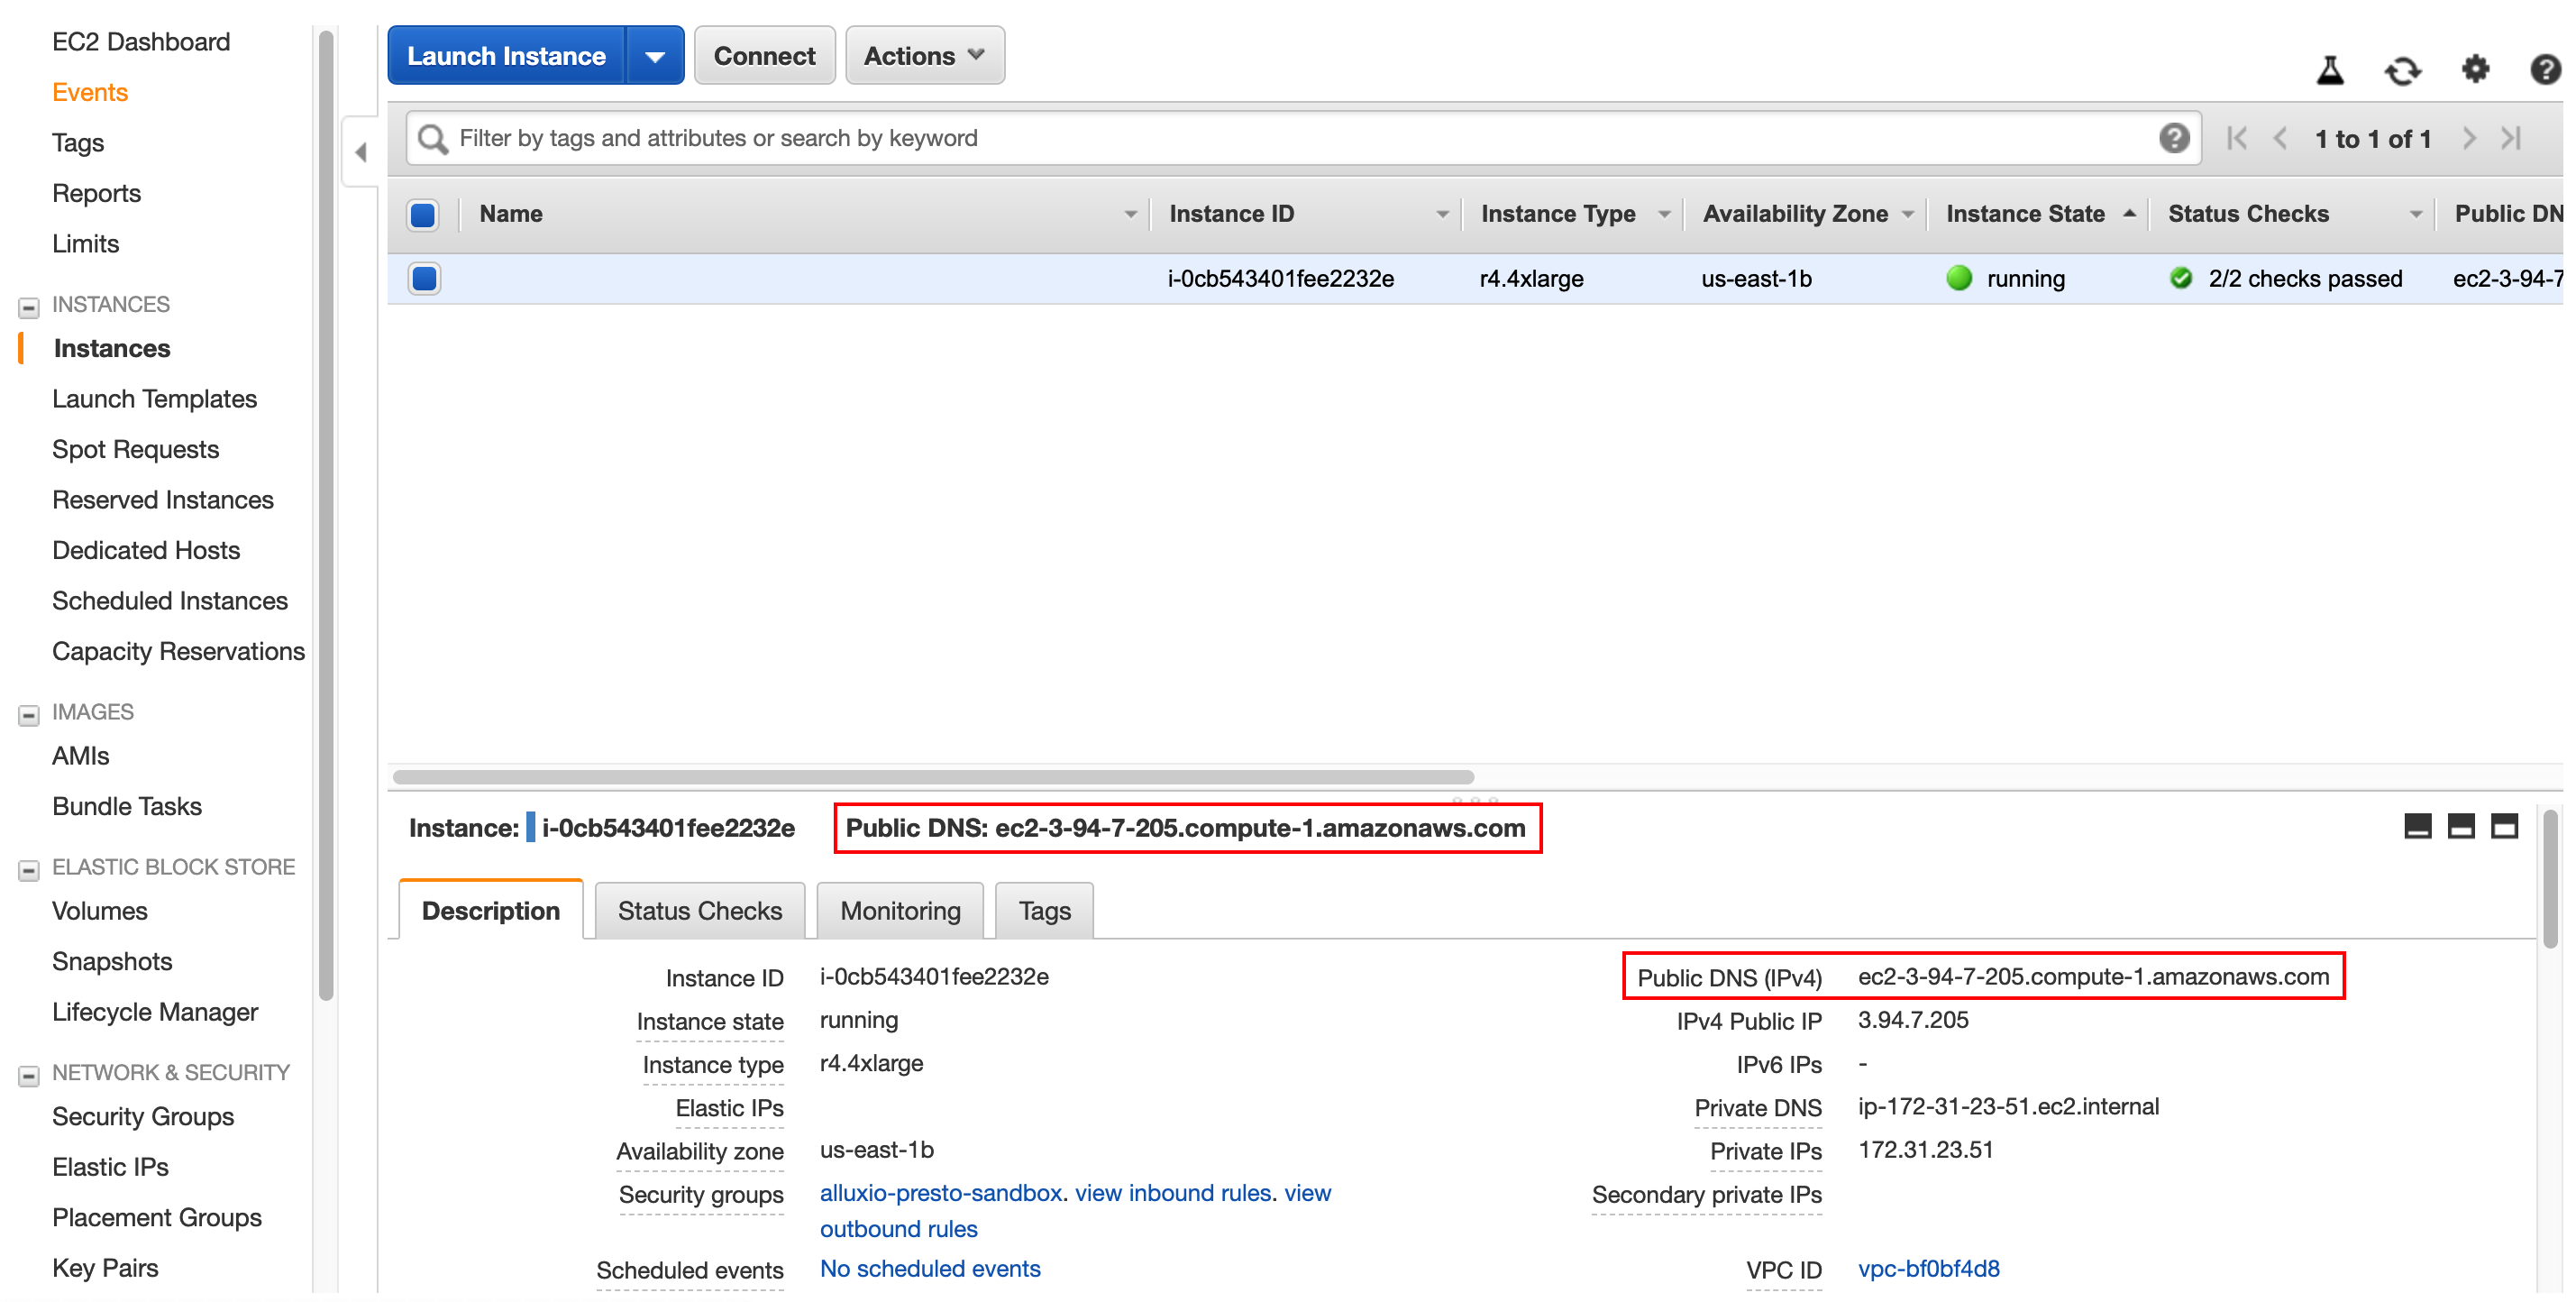 EC2 Dashboard
Events
Tags
Reports
Limits
INSTANCES
Instances
Launch Templates
Spot Requests
Reserved Instances
Dedicated Hosts
Scheduled Instances
Capacity Reservations
IMAGES
AMIs
Bundle Tasks
ELASTIC BLOCK STORE
Volumes
Snapshots
Lifecycle Manager
NETWORK & SECURITY
Security Groups
Elastic IPs
Placement Groups
Key Pairs
Launch Instance Connect Actions
Filter by tags and attributes or search by keyword 1 to 1 of 1
Name Instance ID Instance Type Availability Zone Instance State Status Checks Public DN
i-0cb543401fee2232e r4.4xlarge us-east-1b running 2/2 checks passed ec2-3-94-7
Instance: i-0cb543401fee2232e Public DNS: ec2-3-94-7-205.compute-1.amazonaws.com
Description Status Checks Monitoring Tags
Instance ID i-0cb543401fee2232e
Instance state running
Instance type r4.4xlarge
Elastic IPs
Availability zone us-east-1b
Security groups alluxio-presto-sandbox. view inbound rules. view
outbound rules
Scheduled events No scheduled events
Public DNS (IPv4) ec2-3-94-7-205.compute-1.amazonaws.com
IPv4 Public IP 3.94.7.205
IPv6 IPs -
Private DNS ip-172-31-23-51.ec2.internal
Private IPs 172.31.23.51
Secondary private IPs
VPC ID vpc-bf0bf4d8